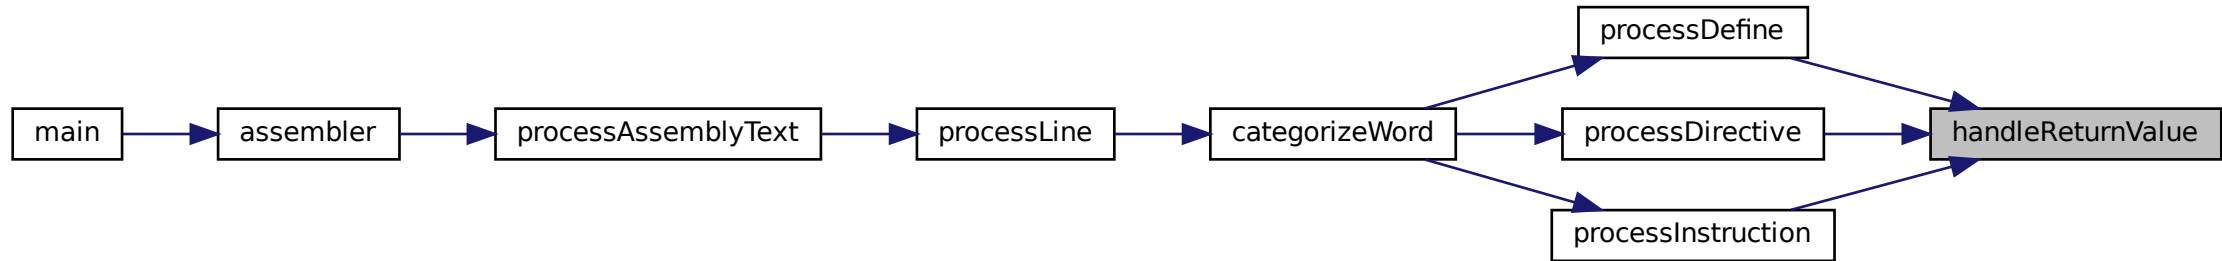 main
assembler
processAssemblyText
processLine
categorizeWord
processDefine
processDirective
processInstruction
handleReturnValue